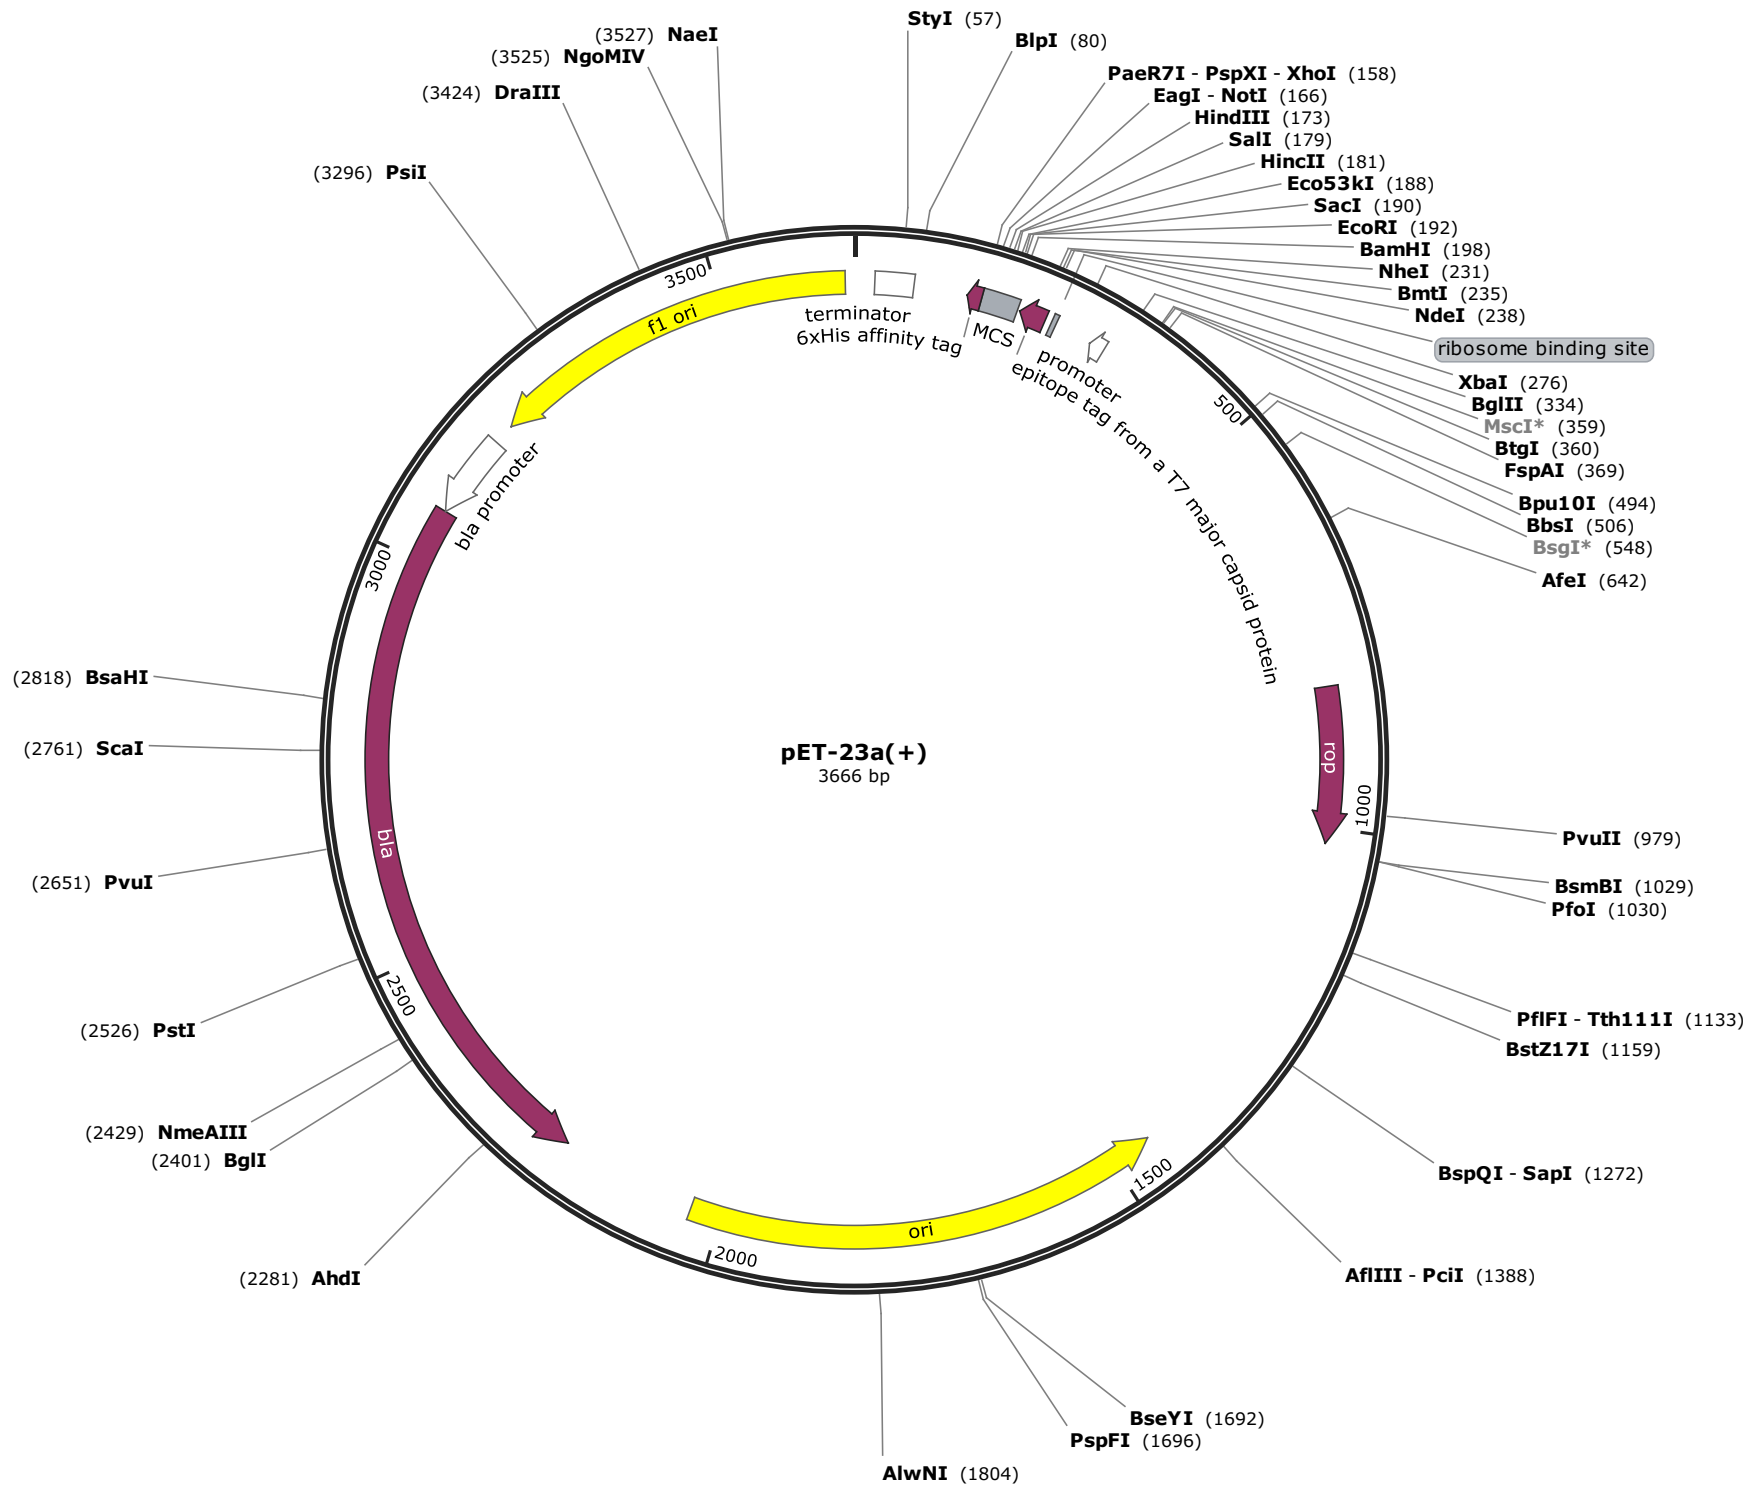 StyI (57)
BlpI (80)
PaeR7I - PspXI - XhoI (158)
EagI - NotI (166)
HindIII (173)
SalI (179)
HincII (181)
Eco53kI (188)
SacI (190)
EcoRI (192)
BamHI (198)
NheI (231)
BmtI (235)
NdeI (238)
ribosome binding site
XbaI (276)
BglII (334)
MscI* (359)
BtgI (360)
FspAI (369)
Bpu10I (494)
BbsI (506)
BsgI* (548)
AfeI (642)
PvuII (979)
BsmBI (1029)
PfoI (1030)
PflFI - Tth111I (1133)
BstZ17I (1159)
BspQI - SapI (1272)
AflIII - PciI (1388)
BseYI (1692)
PspFI (1696)
AlwNI (1804)
(2281) AhdI
(2401) BglI
(2429) NmeAIII
(2526) PstI
(2651) PvuI
(2761) ScaI
(2818) BsaHI
(3296) PsiI
(3424) DraIII
(3525) NgoMIV
(3527) NaeI
500
1000
1500
2000
2500
3000
3500
terminator
6xHis affinity tag
MCS
promoter
epitope tag from a T7 major capsid protein
rop
ori
bla
bla promoter
f1 ori
pET-23a(+)
3666 bp